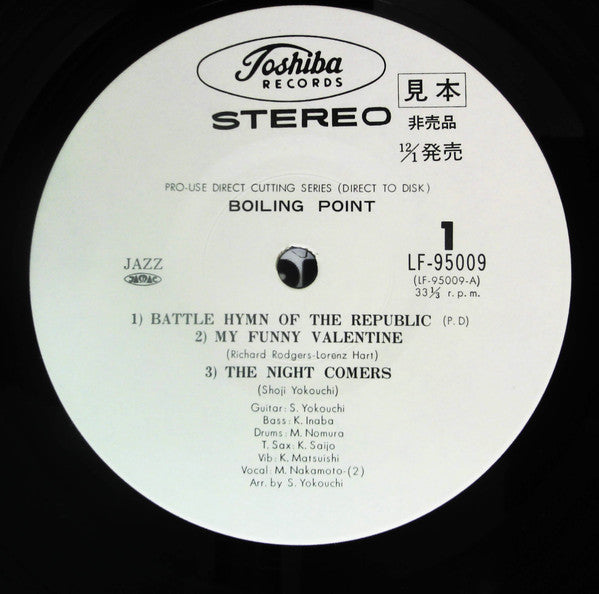 Toshiba
RECORDS
STEREO
見本
非売品
12/1発売
PRO-USE DIRECT CUTTING SERIES (DIRECT TO DISK)
BOILING POINT
1
JAZZ
JASRAC
LF-95009
(LF-95009-A)
33⅓ r.p.m.
1) BATTLE HYMN OF THE REPUBLIC (P.D)
2) MY FUNNY VALENTINE
(Richard Rodgers-Lorenz Hart)
3) THE NIGHT COMERS
(Shoji Yokouchi)
Guitar: S. Yokouchi
Bass: K. Inaba
Drums: M. Nomura
T. Sax: K. Saijo
Vib: K. Matsuishi
Vocal: M. Nakamoto-(2)
Arr. by S. Yokouchi